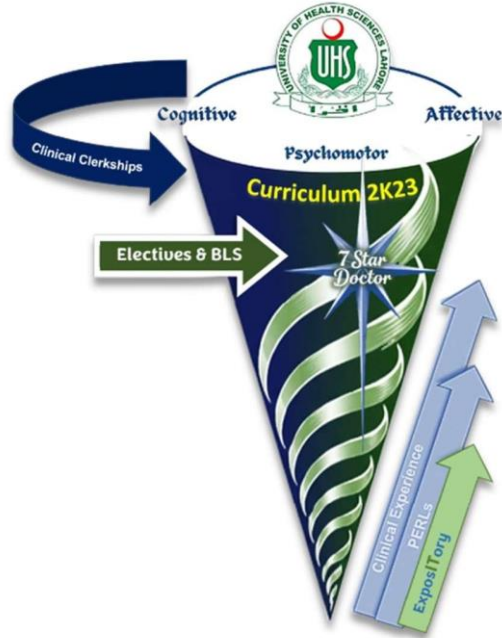 UNIVERSITY OF HEALTH SCIENCES LAHORE
UHS
اقرا
Cognitive
Affective
Clinical Clerkships
Psychomotor
Curriculum 2K23
Electives & BLS
7 Star
Doctor
Clinical Experience
PERLs
ExposITory